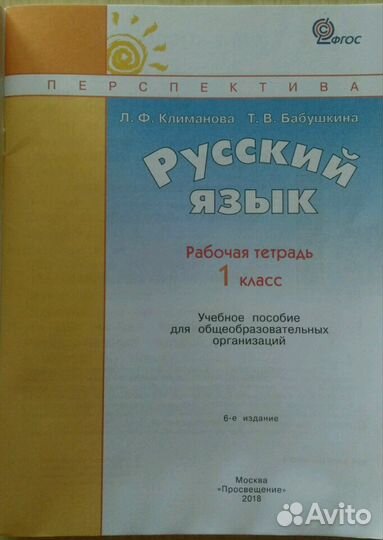 ФГОС
ПЕРСПЕКТИВА
Л. Ф. Климанова Т. В. Бабушкина
Русский
язык
Рабочая тетрадь
1 класс
Учебное пособие
для общеобразовательных
организаций
6-е издание
Москва
«Просвещение»
2018
Avito